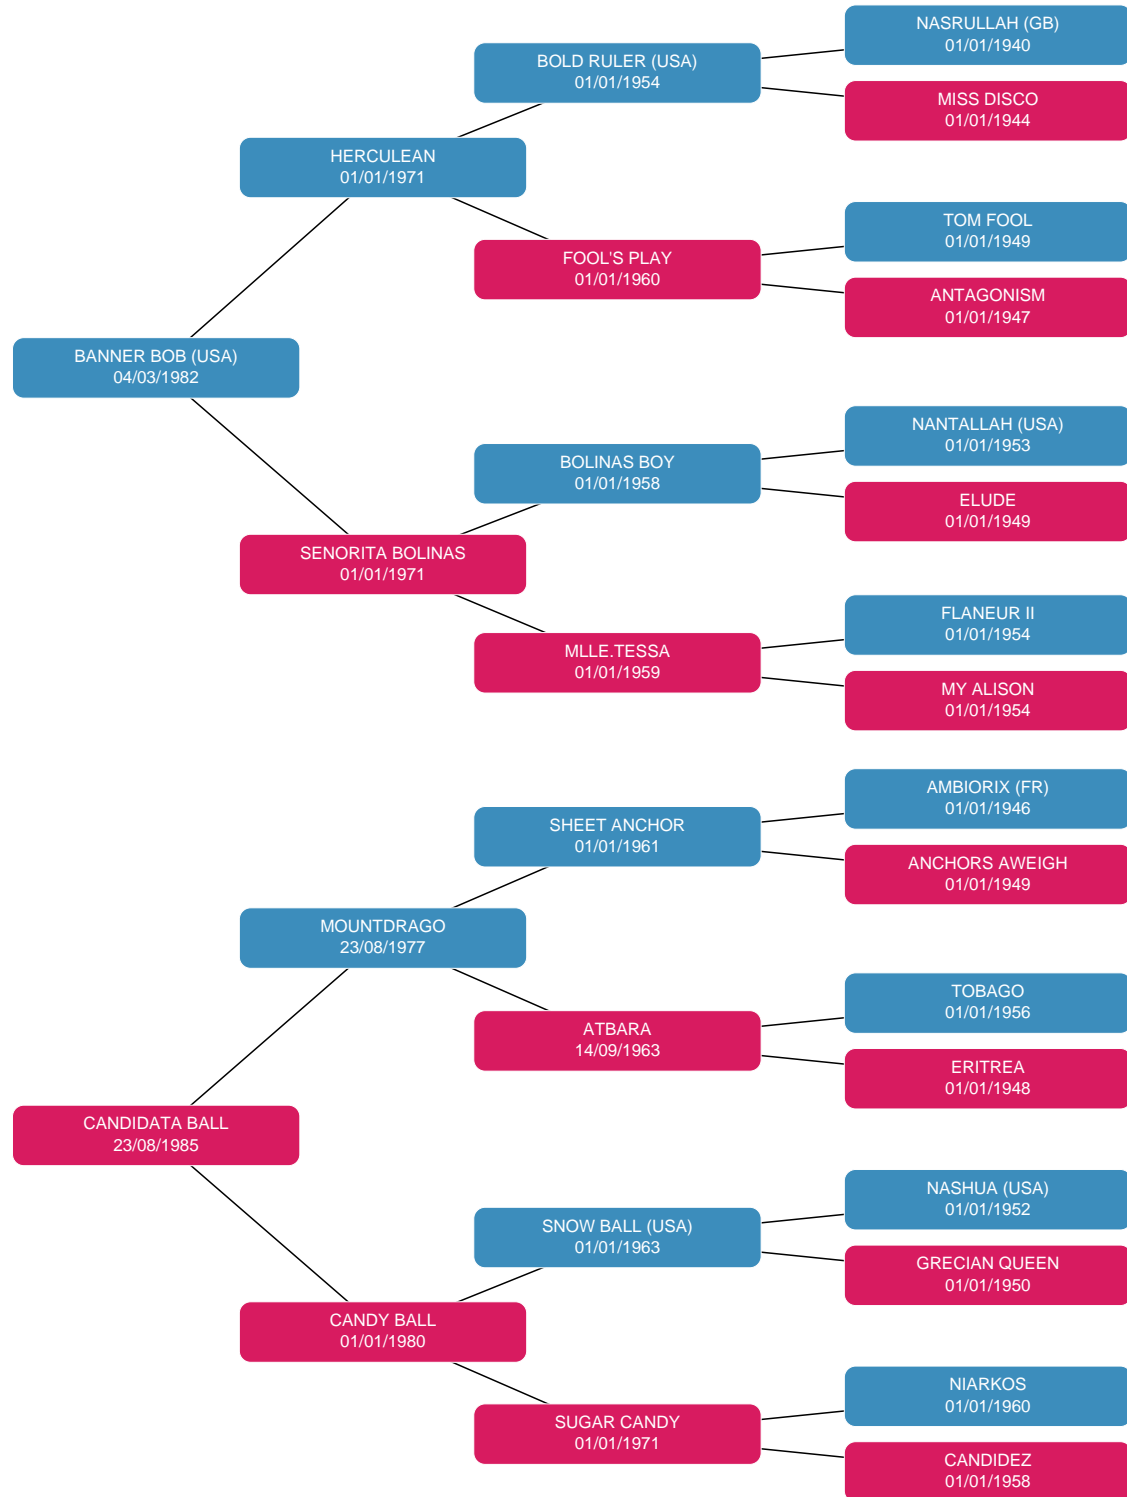 NASRULLAH (GB)
01/01/1940
BOLD RULER (USA)
01/01/1954
MISS DISCO
01/01/1944
HERCULEAN
01/01/1971
TOM FOOL
01/01/1949
FOOL'S PLAY
01/01/1960
ANTAGONISM
01/01/1947
BANNER BOB (USA)
04/03/1982
NANTALLAH (USA)
01/01/1953
BOLINAS BOY
01/01/1958
ELUDE
01/01/1949
SENORITA BOLINAS
01/01/1971
FLANEUR II
01/01/1954
MLLE.TESSA
01/01/1959
MY ALISON
01/01/1954
AMBIORIX (FR)
01/01/1946
SHEET ANCHOR
01/01/1961
ANCHORS AWEIGH
01/01/1949
MOUNTDRAGO
23/08/1977
TOBAGO
01/01/1956
ATBARA
14/09/1963
ERITREA
01/01/1948
CANDIDATA BALL
23/08/1985
NASHUA (USA)
01/01/1952
SNOW BALL (USA)
01/01/1963
GRECIAN QUEEN
01/01/1950
CANDY BALL
01/01/1980
NIARKOS
01/01/1960
SUGAR CANDY
01/01/1971
CANDIDEZ
01/01/1958